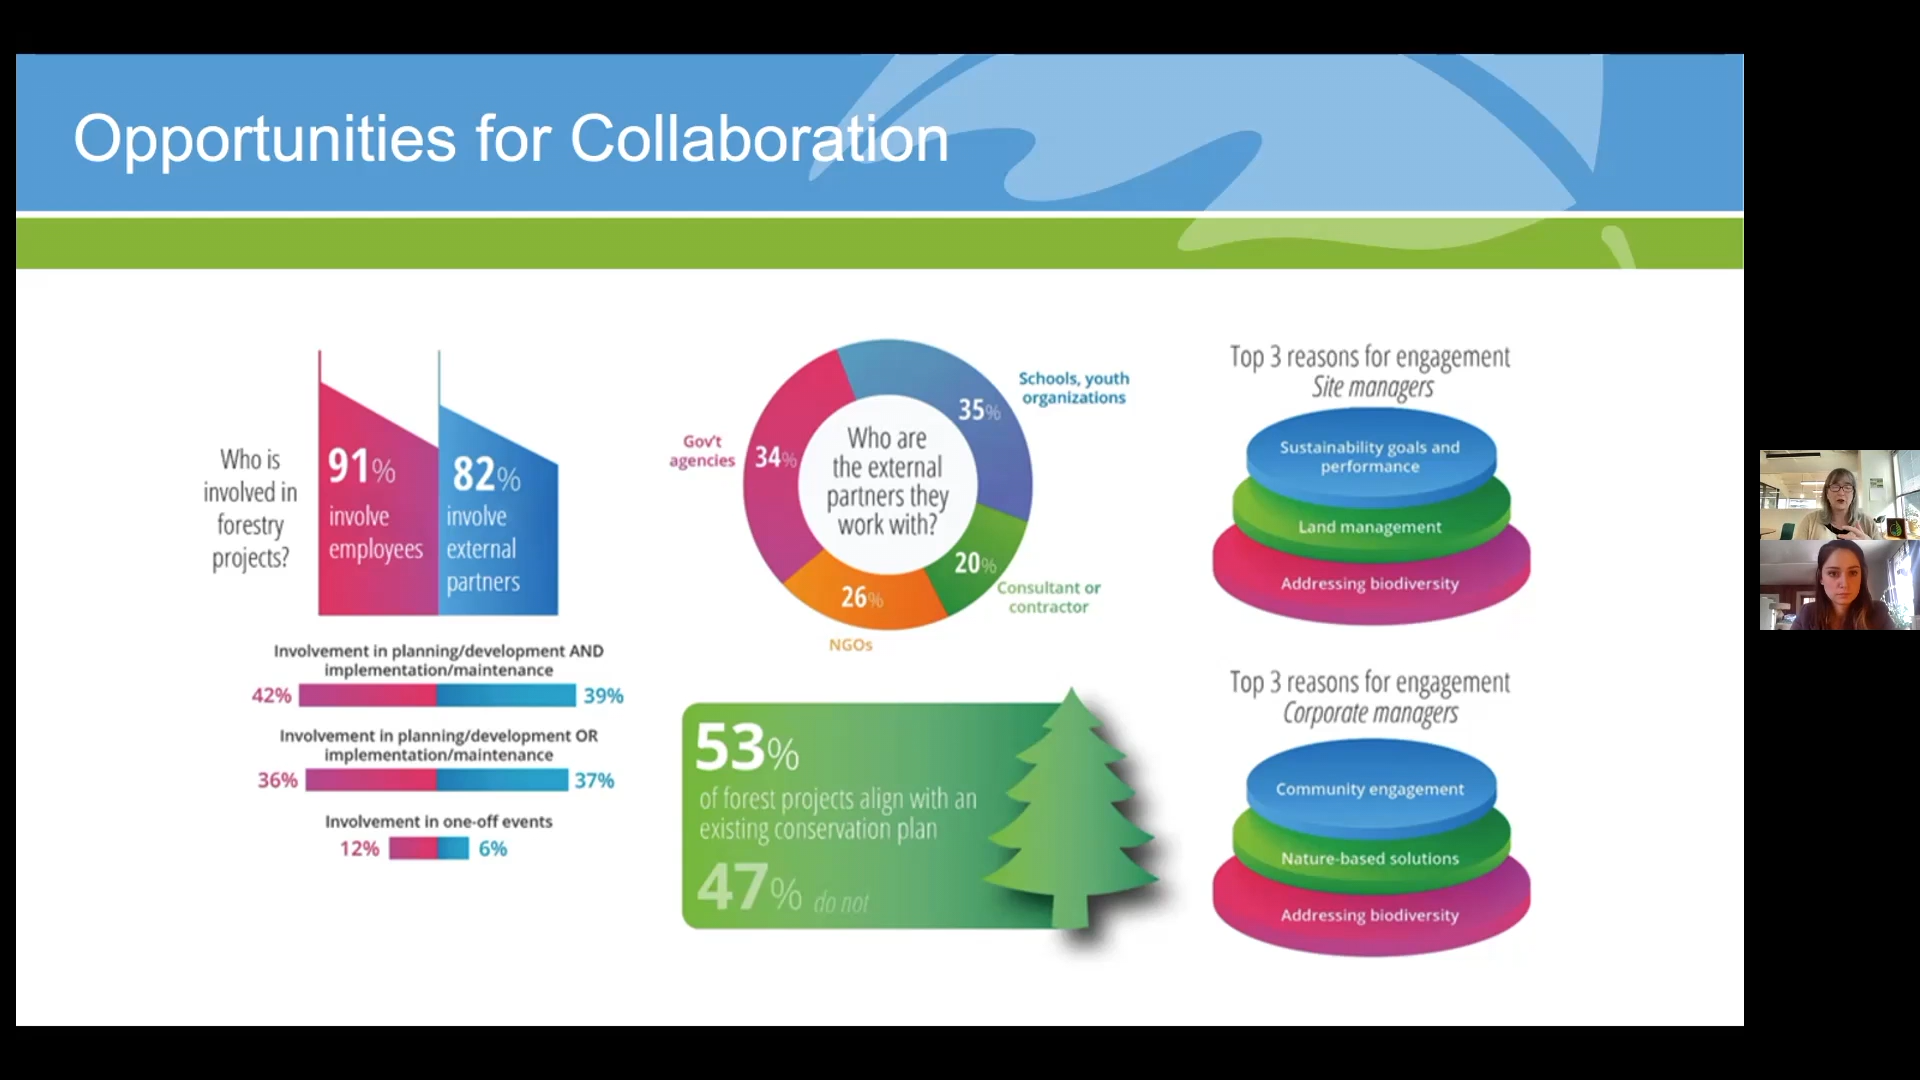 Opportunities for Collaboration
Who is
involved in
forestry
projects?
91%
involve
employees
82%
involve
external
partners
Involvement in planning/development AND
implementation/maintenance
42%
39%
Involvement in planning/development OR
implementation/maintenance
36%
37%
Involvement in one-off events
12%
6%
Who are
the external
partners they
work with?
Schools, youth
organizations
35%
Gov't
agencies
34%
20%
Consultant or
contractor
26%
NGOs
53%
of forest projects align with an
existing conservation plan
47% do not
Top 3 reasons for engagement
Site managers
Sustainability goals and
performance
Land management
Addressing biodiversity
Top 3 reasons for engagement
Corporate managers
Community engagement
Nature-based solutions
Addressing biodiversity